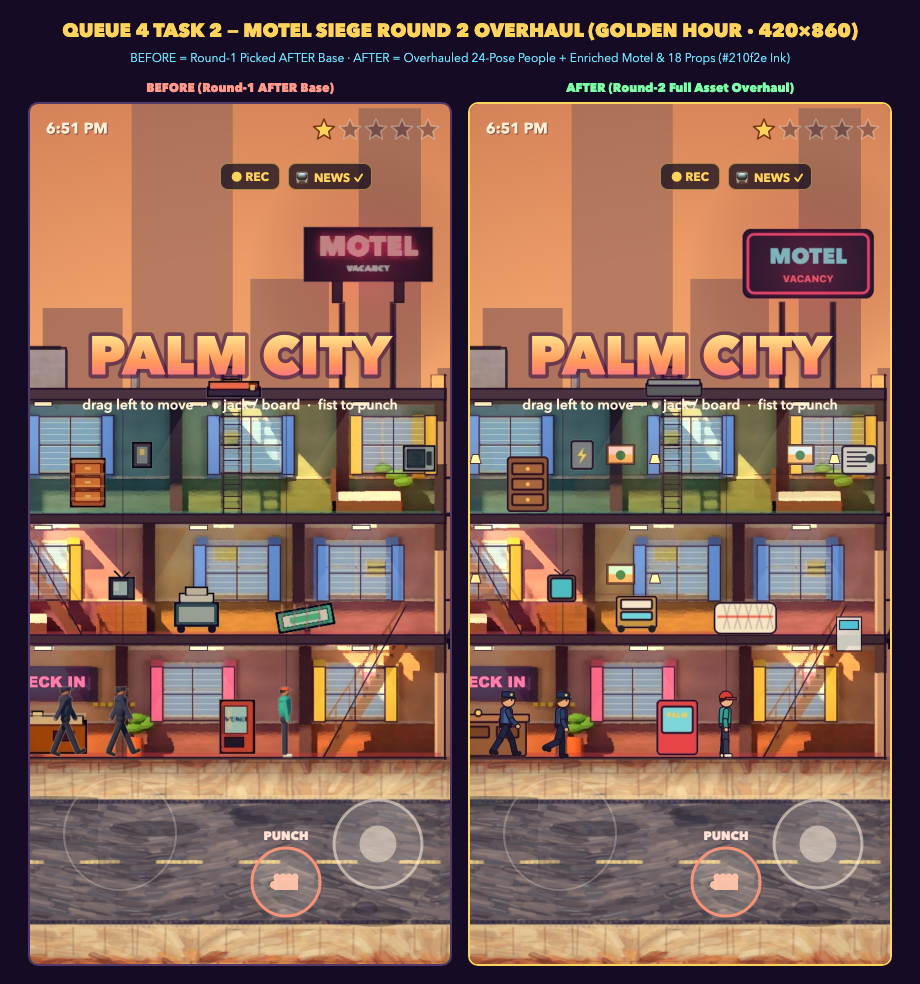 QUEUE 4 TASK 2 – MOTEL SIEGE ROUND 2 OVERHAUL (GOLDEN HOUR • 420×860)
BEFORE = Round-1 Picked AFTER Base · AFTER = Overhauled 24-Pose People + Enriched Motel & 18 Props (#210f2e Ink)
BEFORE (Round-1 AFTER Base)
AFTER (Round-2 Full Asset Overhaul)
6:51 PM
REC
NEWS ✓
MOTEL
VACANCY
PALM CITY
drag left to move — • jack / board · fist to punch
ECK IN
PUNCH
6:51 PM
REC
NEWS ✓
MOTEL
VACANCY
PALM CITY
drag left to move — • jack / board · fist to punch
ECK IN
PALM
PUNCH